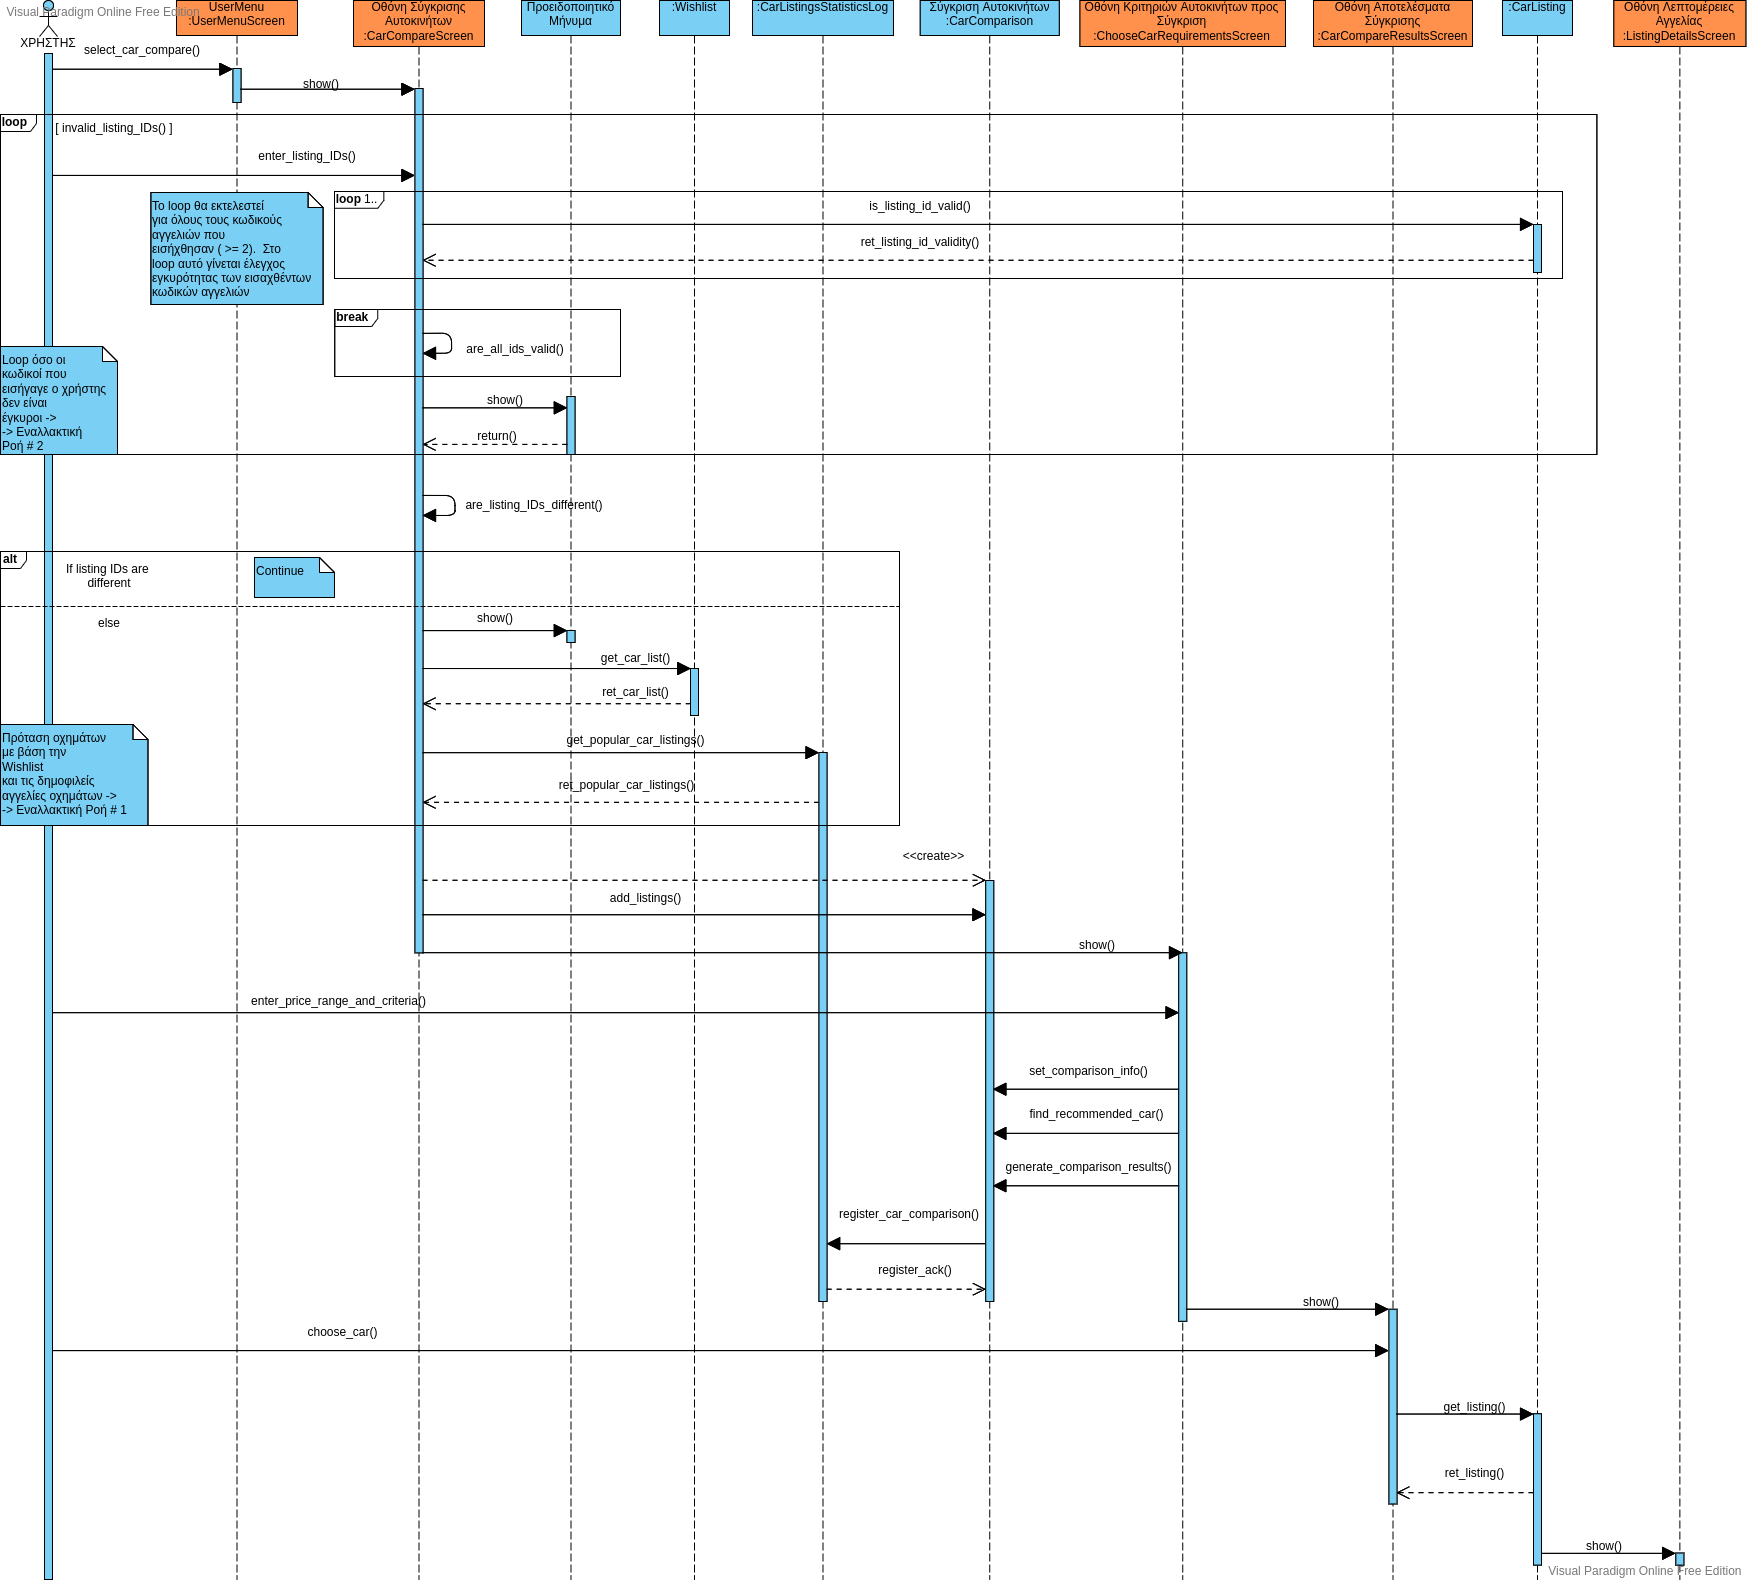 Visual Paradigm Online Free Edition
ΧΡΗΣΤΗΣ
UserMenu
:UserMenuScreen
Οθόνη Σύγκρισης
Αυτοκινήτων
:CarCompareScreen
Προειδοποιητικό
Μήνυμα
:Wishlist
:CarListingsStatisticsLog
Σύγκριση Αυτοκινήτων
:CarComparison
Οθόνη Κριτηριών Αυτοκινήτων προς
Σύγκριση
:ChooseCarRequirementsScreen
Οθόνη Αποτελέσματα
Σύγκρισης
:CarCompareResultsScreen
:CarListing
Οθόνη Λεπτομέρειες
Αγγελίας
:ListingDetailsScreen
select_car_compare()
show()
loop
[ invalid_listing_IDs() ]
enter_listing_IDs()
Το loop θα εκτελεστεί
για όλους τους κωδικούς
αγγελιών που
εισήχθησαν ( >= 2). Στο
loop αυτό γίνεται έλεγχος
εγκυρότητας των εισαχθέντων
κωδικών αγγελιών
loop 1..
is_listing_id_valid()
ret_listing_id_validity()
break
are_all_ids_valid()
Loop όσο οι
κωδικοί που
εισήγαγε ο χρήστης
δεν είναι
έγκυροι ->
-> Εναλλακτική
Ροή # 2
show()
return()
are_listing_IDs_different()
alt
If listing IDs are
different
Continue
else
show()
get_car_list()
ret_car_list()
Πρόταση οχημάτων
με βάση την
Wishlist
και τις δημοφιλείς
αγγελίες οχημάτων ->
-> Εναλλακτική Ροή # 1
get_popular_car_listings()
ret_popular_car_listings()
<<create>>
add_listings()
show()
enter_price_range_and_criteria()
set_comparison_info()
find_recommended_car()
generate_comparison_results()
register_car_comparison()
register_ack()
show()
choose_car()
get_listing()
ret_listing()
show()
Visual Paradigm Online Free Edition